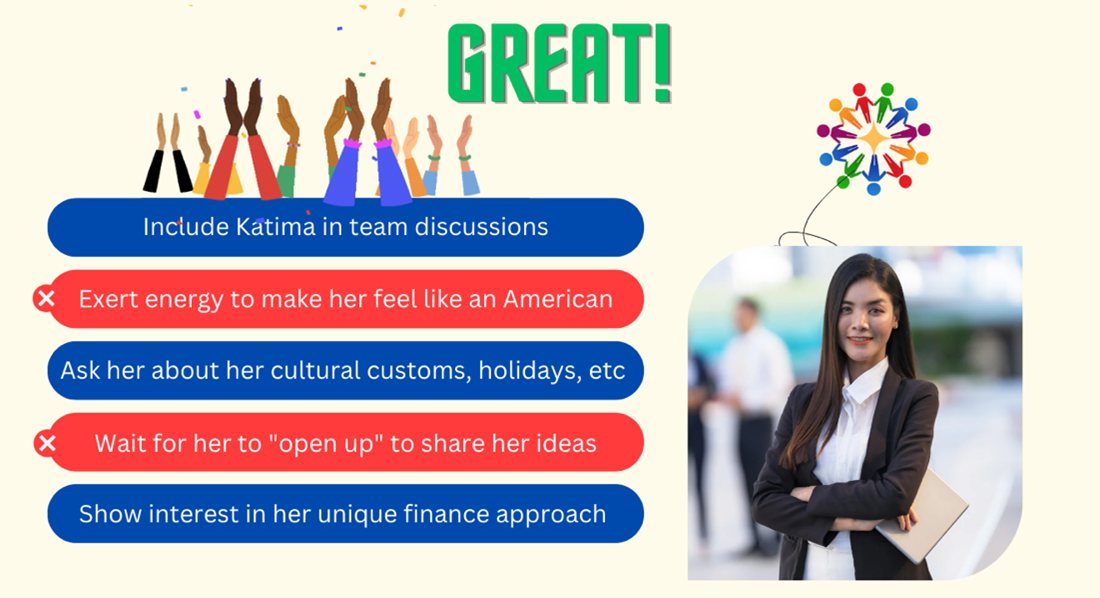 GREAT!
Include Katima in team discussions
Exert energy to make her feel like an American
Ask her about her cultural customs, holidays, etc
Wait for her to "open up" to share her ideas
Show interest in her unique finance approach